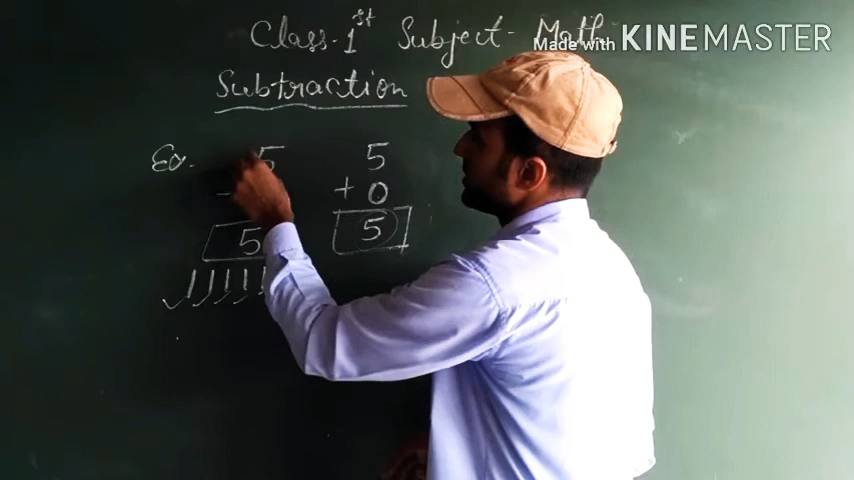 Class. 1st Subject - Math
Made with KINEMASTER
Subtraction
Ex. 5 5
- + 0
5 5